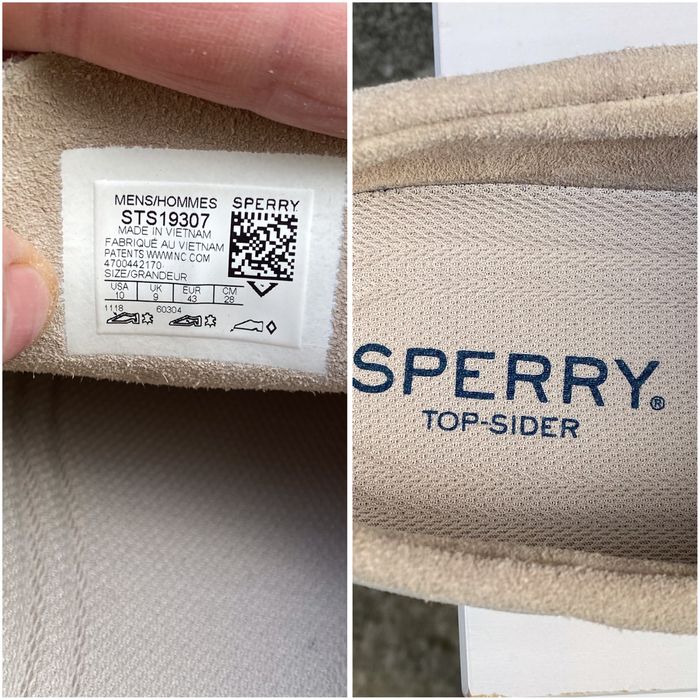 MENS/HOMMES SPERRY
STS19307
MADE IN VIETNAM
FABRIQUÉ AU VIETNAM
PATENTS WWWNC COM
4700442170
SIZE/GRANDEUR
USA UK EUR CM
10 9 43 28
1118 60304
SPERRY®
TOP-SIDER